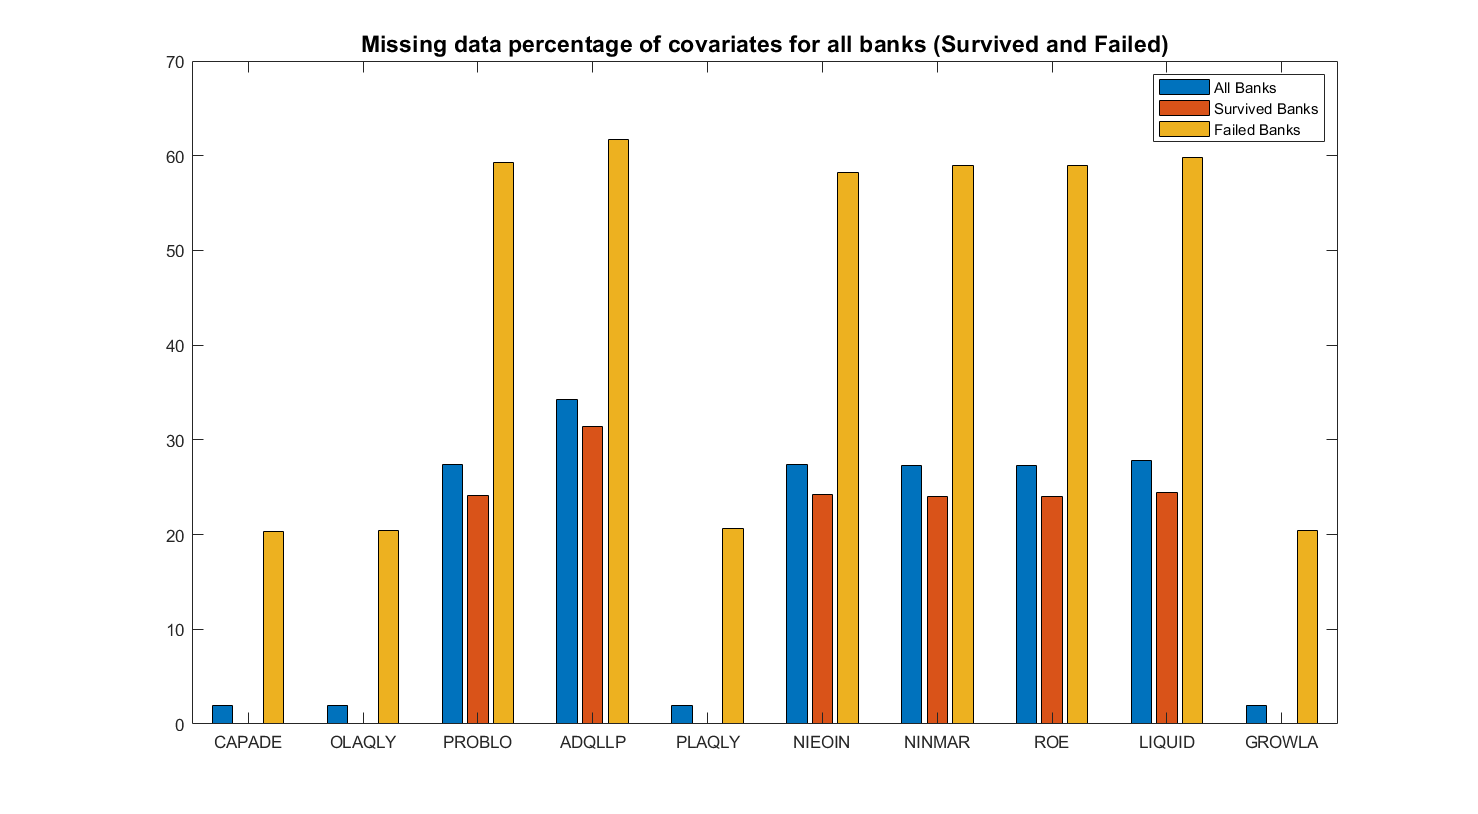 Missing data percentage of covariates for all banks (Survived and Failed)
70
60
50
40
30
20
10
0
All Banks
Survived Banks
Failed Banks
CAPADE OLAQLY PROBLO ADQLLP PLAQLY NIEOIN NINMAR ROE LIQUID GROWLA